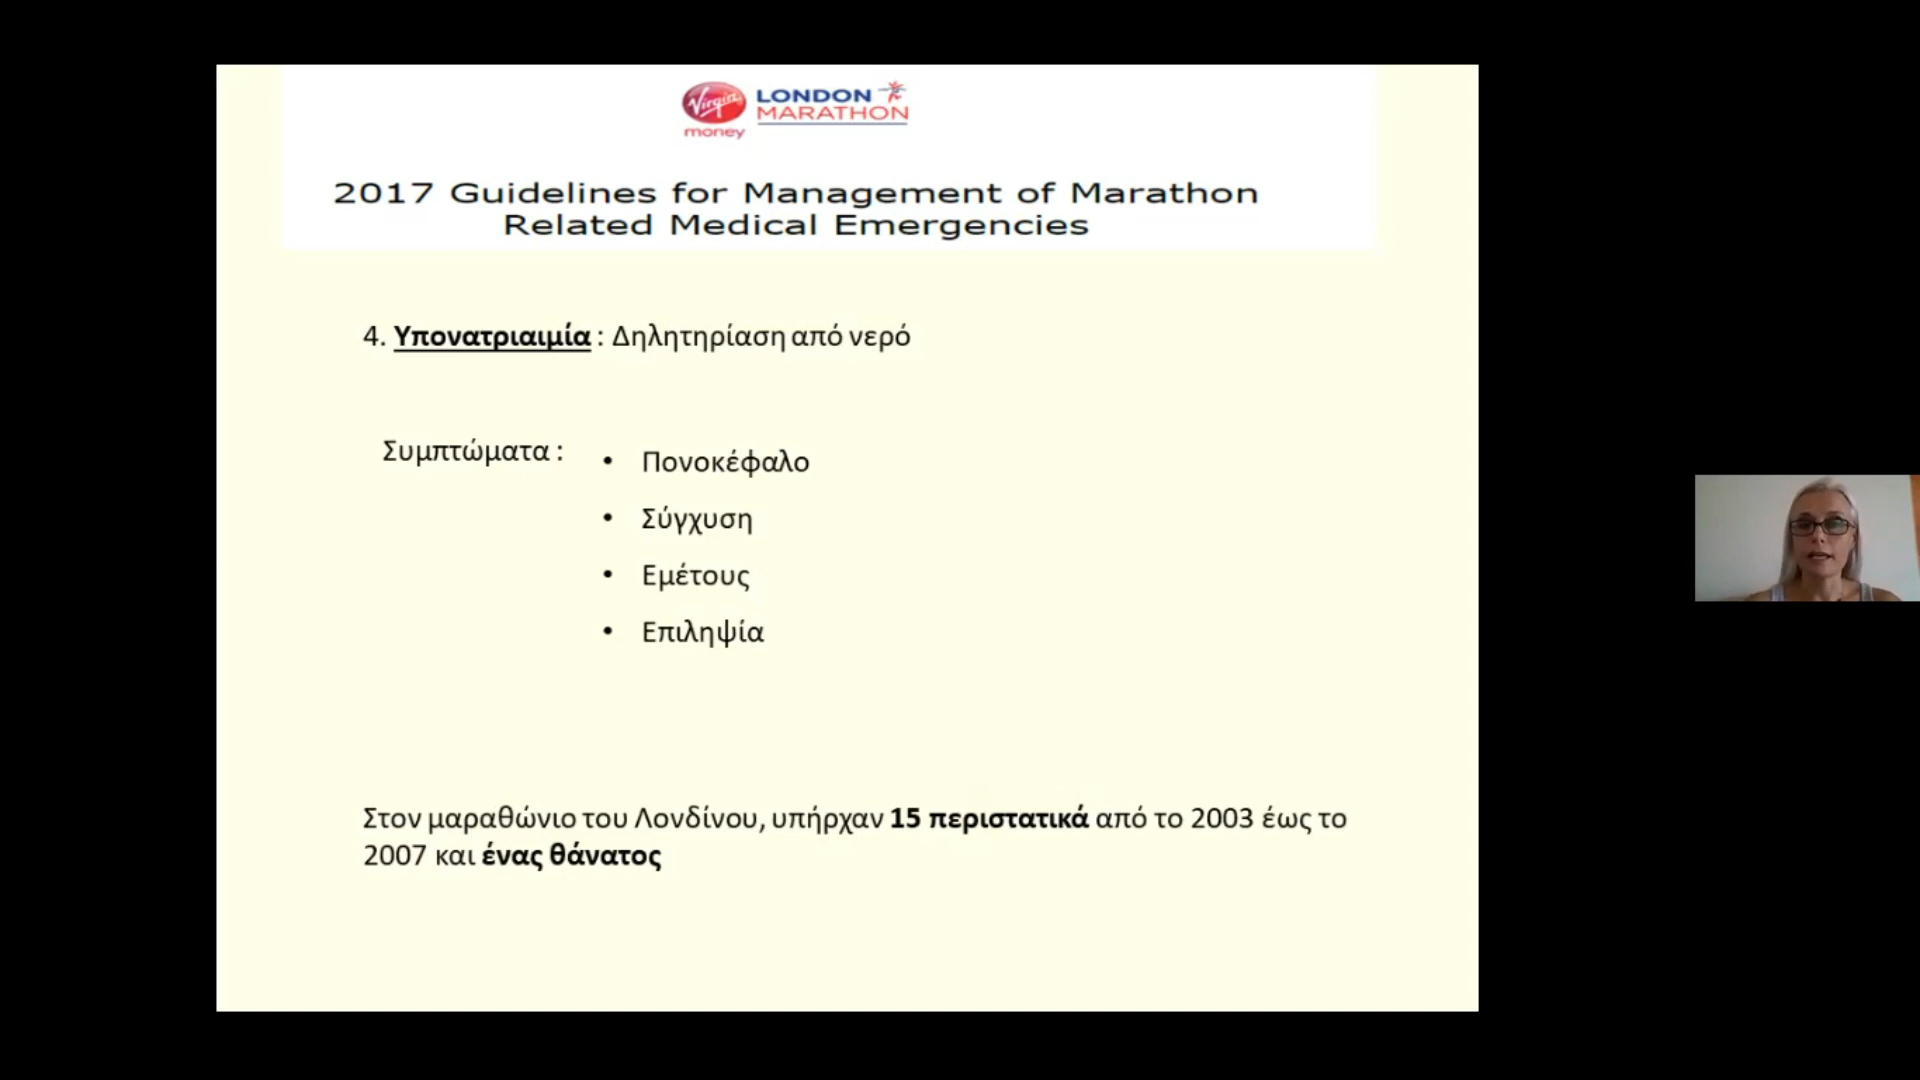 Virgin money
LONDON
MARATHON
2017 Guidelines for Management of Marathon
Related Medical Emergencies
4. Υπονατριαιμία : Δηλητηρίαση από νερό
Συμπτώματα :
• Πονοκέφαλο
• Σύγχυση
• Εμέτους
• Επιληψία
Στον μαραθώνιο του Λονδίνου, υπήρχαν 15 περιστατικά από το 2003 έως το
2007 και ένας θάνατος